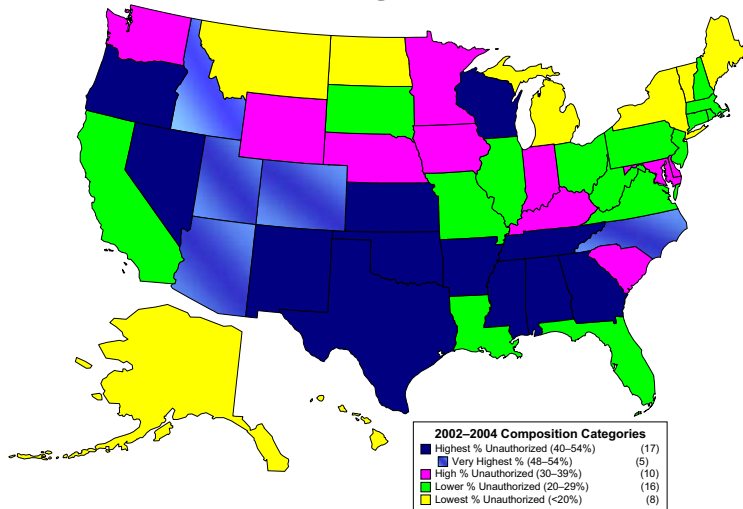 2002–2004 Composition Categories
Highest % Unauthorized (40–54%) (17)
Very Highest % (48–54%) (5)
High % Unauthorized (30–39%) (10)
Lower % Unauthorized (20–29%) (16)
Lowest % Unauthorized (<20%) (8)